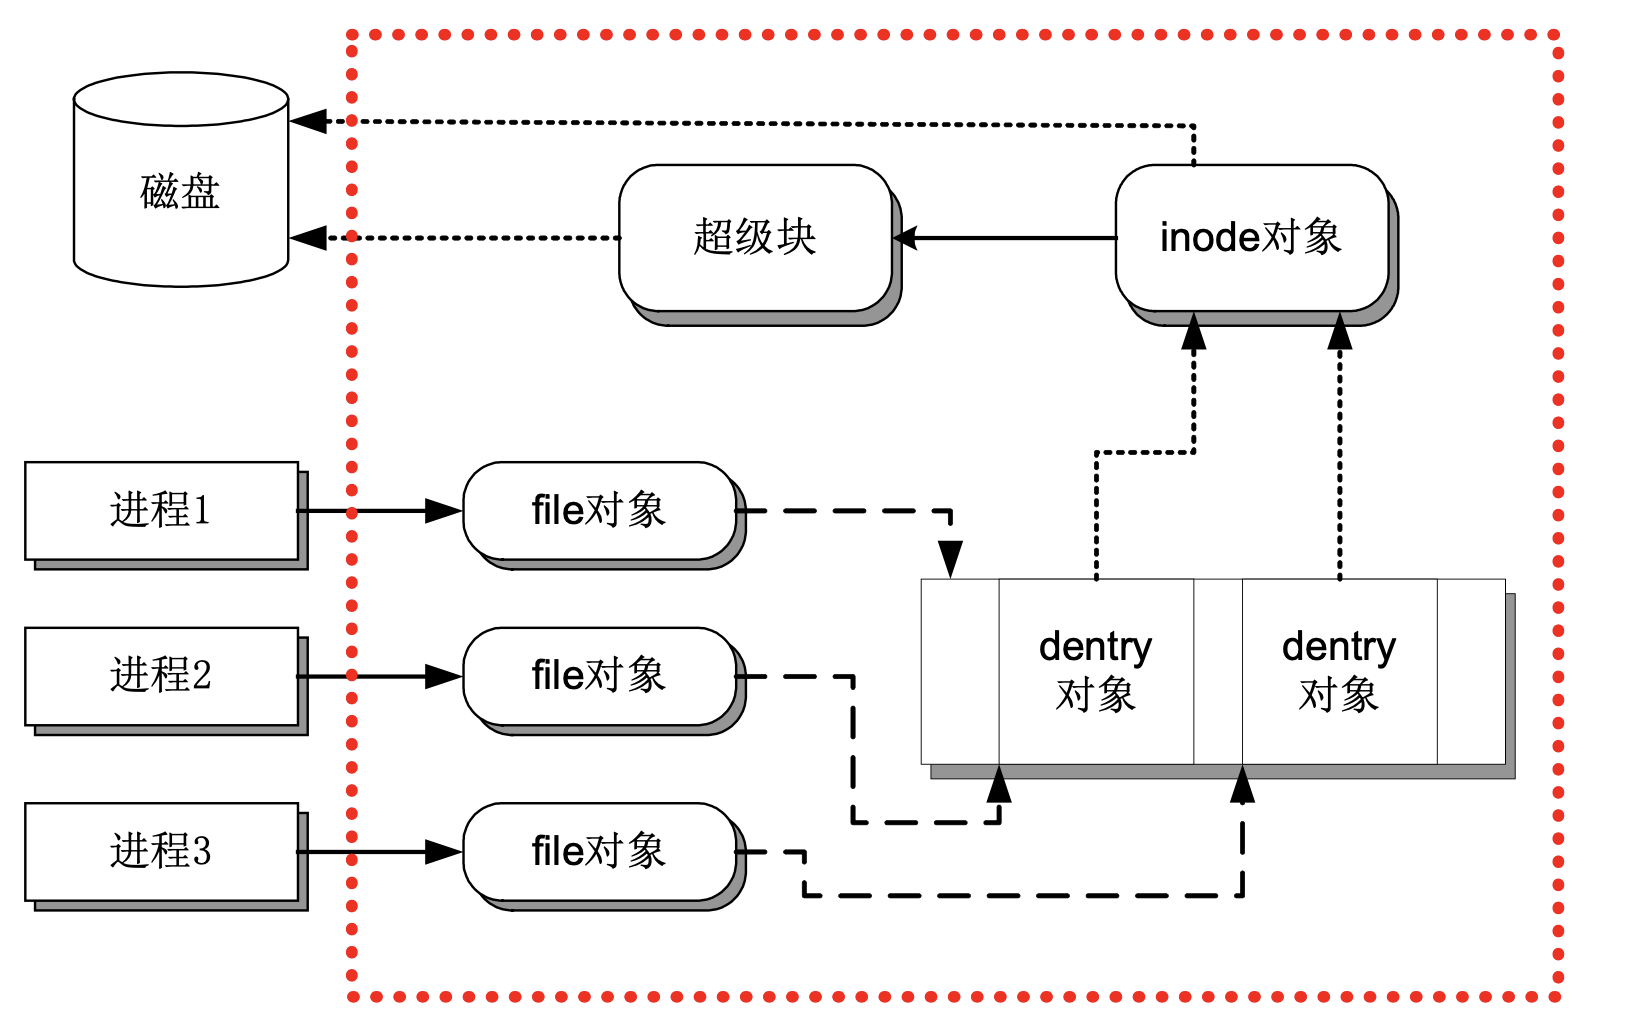 磁盘
超级块
inode对象
进程1
file对象
进程2
file对象
dentry
对象
dentry
对象
进程3
file对象